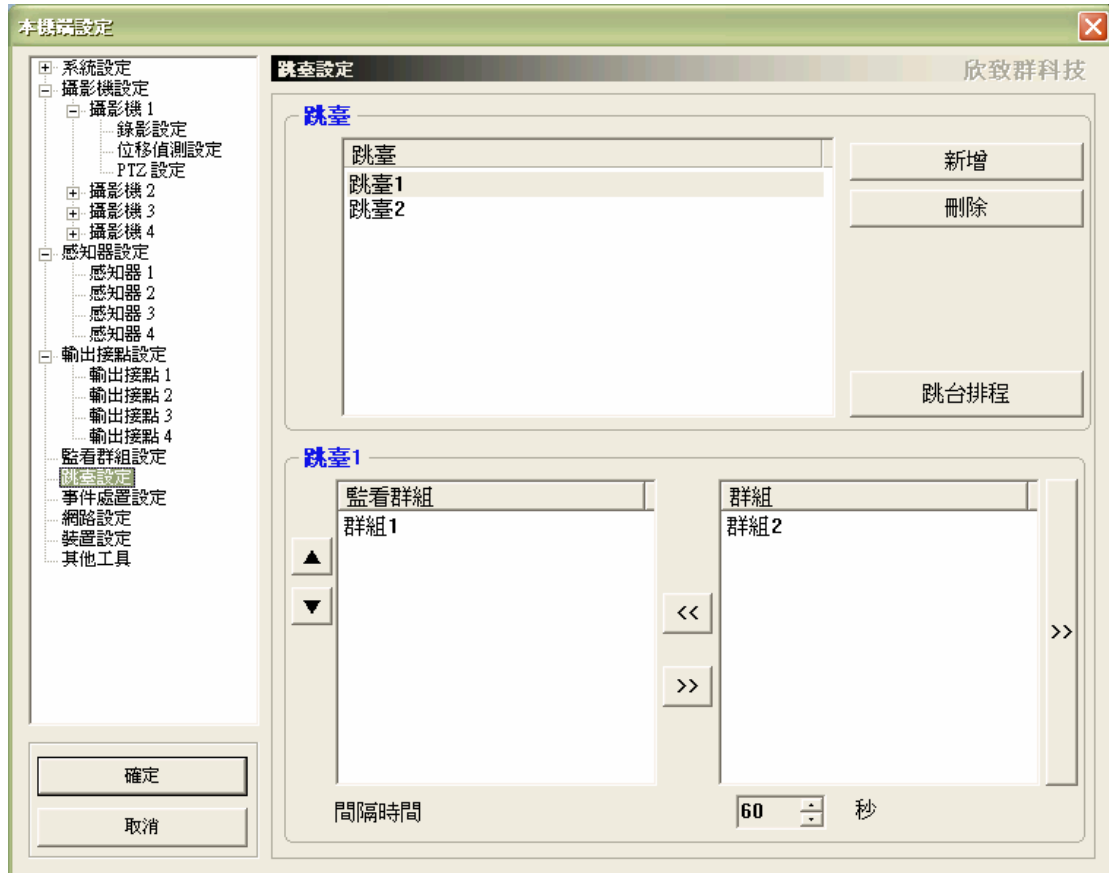 本機端設定
系統設定
攝影機設定
攝影機 1
錄影設定
位移偵測設定
PTZ 設定
攝影機 2
攝影機 3
攝影機 4
感知器設定
感知器 1
感知器 2
感知器 3
感知器 4
輸出接點設定
輸出接點 1
輸出接點 2
輸出接點 3
輸出接點 4
監看群組設定
跳臺設定
事件處置設定
網路設定
裝置設定
其他工具
確定
取消
跳臺設定
欣致群科技
跳臺
跳臺
跳臺1
跳臺2
新增
刪除
跳台排程
跳臺1
監看群組
群組1
<<
>>
群組
群組2
>>
間隔時間
60
秒